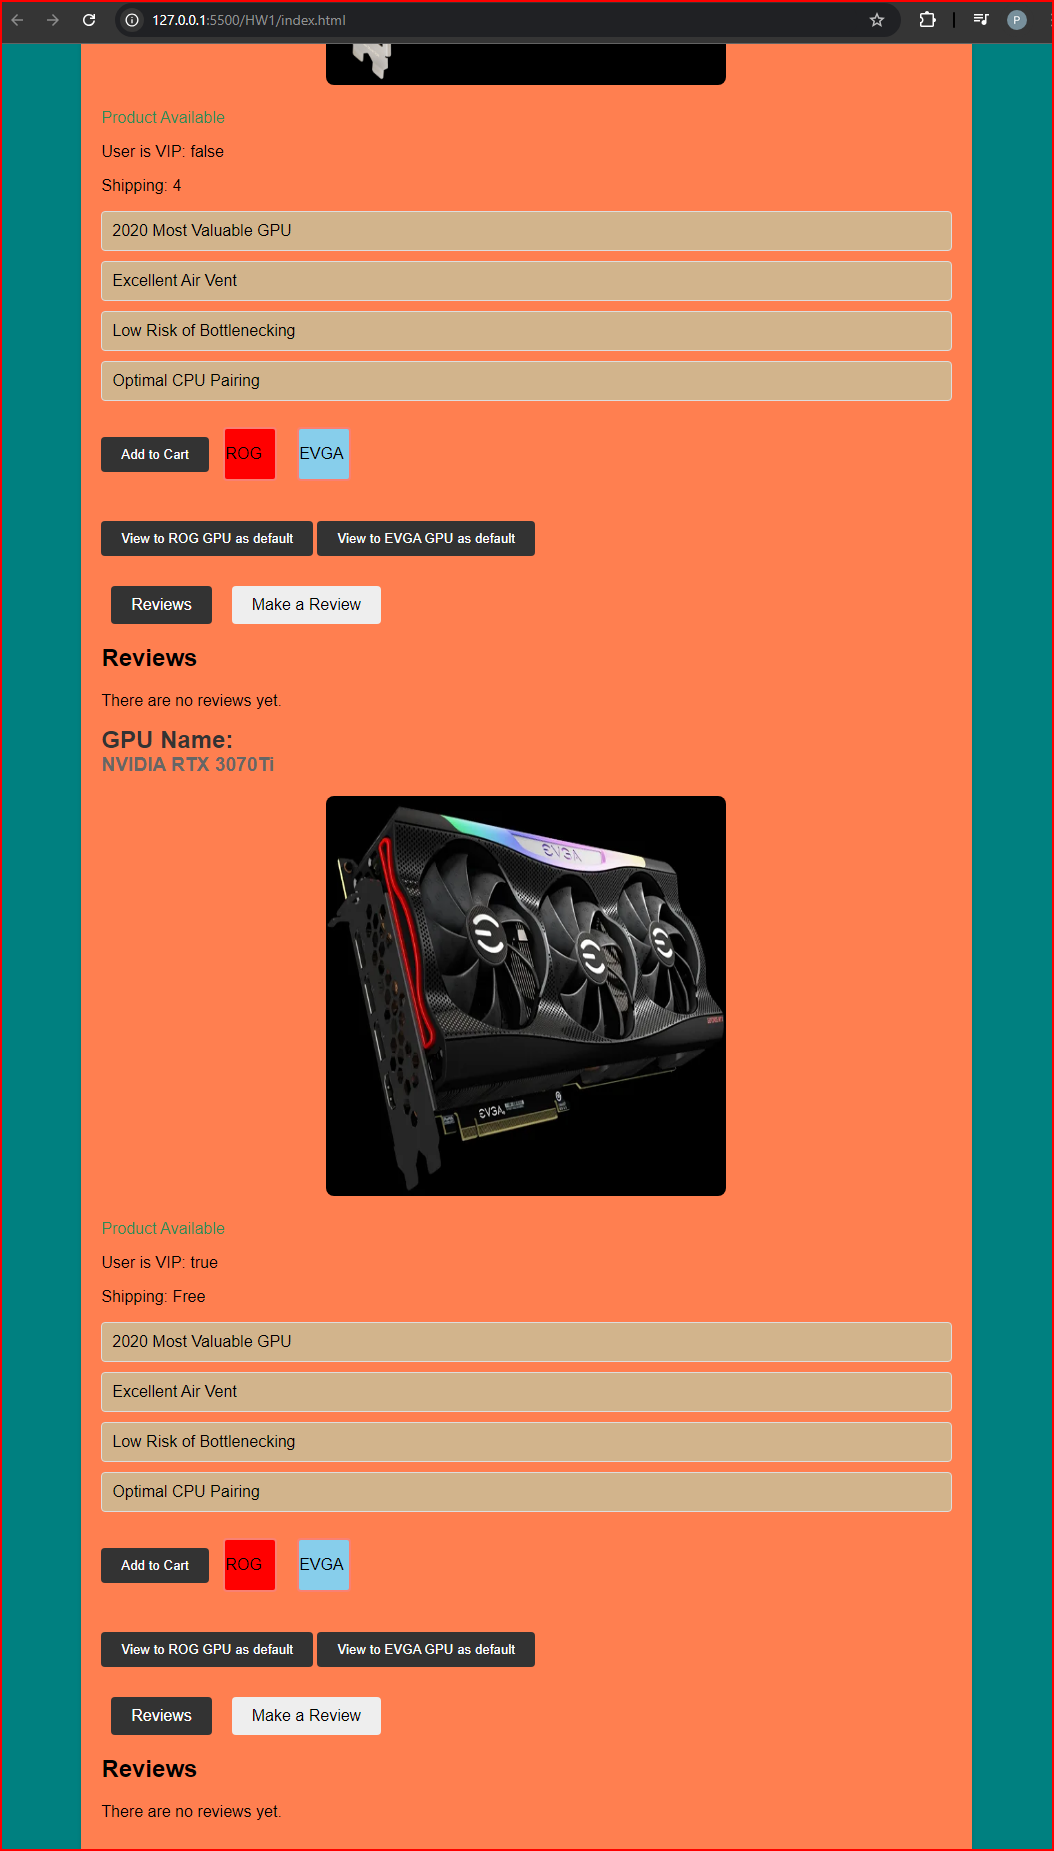 127.0.0.1:5500/HW1/index.html
P
Product Available
User is VIP: false
Shipping: 4
2020 Most Valuable GPU
Excellent Air Vent
Low Risk of Bottlenecking
Optimal CPU Pairing
Add to Cart ROG EVGA
View to ROG GPU as default View to EVGA GPU as default
Reviews Make a Review
Reviews
There are no reviews yet.
GPU Name:
NVIDIA RTX 3070Ti
EVGA
EVGA
Product Available
User is VIP: true
Shipping: Free
2020 Most Valuable GPU
Excellent Air Vent
Low Risk of Bottlenecking
Optimal CPU Pairing
Add to Cart ROG EVGA
View to ROG GPU as default View to EVGA GPU as default
Reviews Make a Review
Reviews
There are no reviews yet.